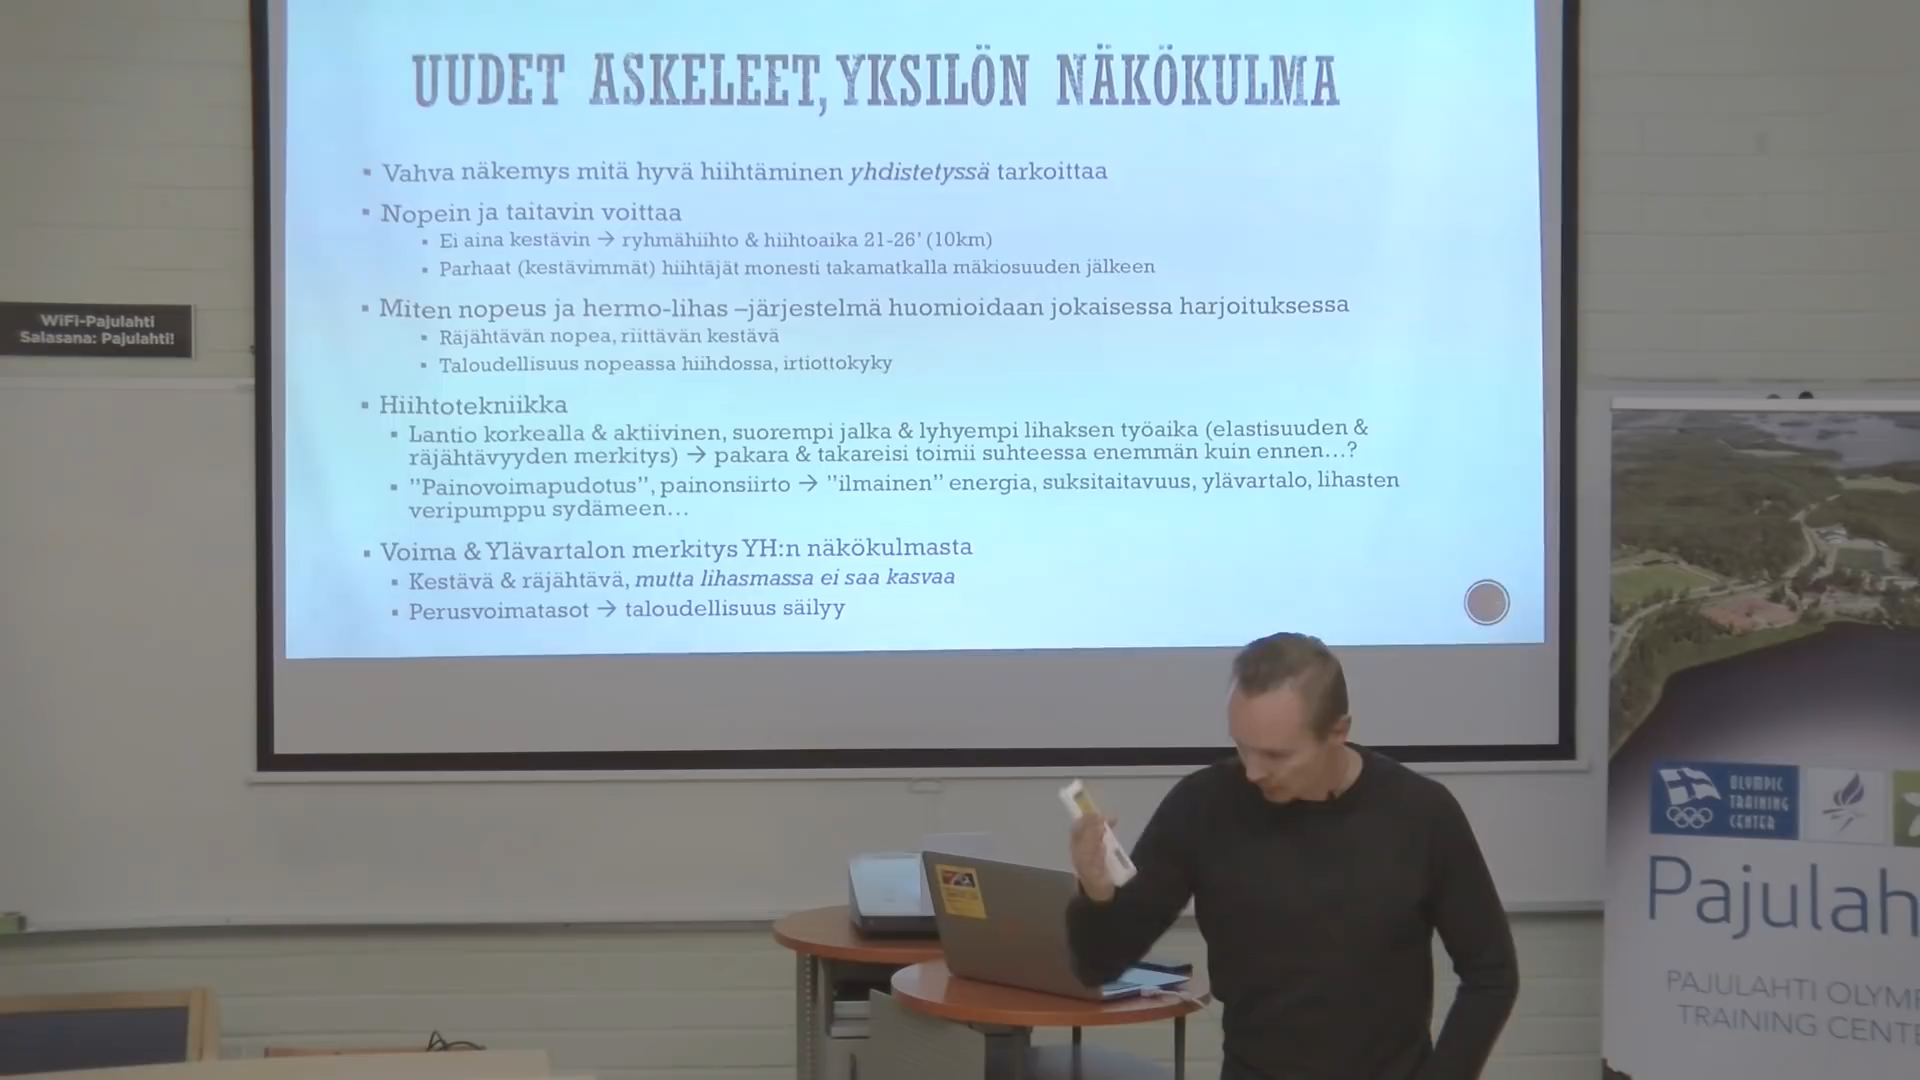 UUDET ASKELEET, YKSILÖN NÄKÖKULMA
▪ Vahva näkemys mitä hyvä hiihtäminen yhdistetyssä tarkoittaa
▪ Nopein ja taitavin voittaa
▪ Ei aina kestävin → ryhmähiihto & hiihtoaika 21-26' (10km)
▪ Parhaat (kestävimmät) hiihtäjät monesti takamatkalla mäkiosuuden jälkeen
▪ Miten nopeus ja hermo-lihas –järjestelmä huomioidaan jokaisessa harjoituksessa
▪ Räjähtävän nopea, riittävän kestävä
▪ Taloudellisuus nopeassa hiihdossa, irtiottokyky
▪ Hiihtotekniikka
▪ Lantio korkealla & aktiivinen, suorempi jalka & lyhyempi lihaksen työaika (elastisuuden &
räjähtävyyden merkitys) → pakara & takareisi toimii suhteessa enemmän kuin ennen…?
▪ ”Painovoimapudotus”, painonsiirto → ”ilmainen” energia, suksitaitavuus, ylävartalo, lihasten
veripumppu sydämeen…
▪ Voima & Ylävartalon merkitys YH:n näkökulmasta
▪ Kestävä & räjähtävä, mutta lihasmassa ei saa kasvaa
▪ Perusvoimatasot → taloudellisuus säilyy
WiFi-Pajulahti
Salasana: Pajulahti!
OLYMPIC
TRAINING
CENTER
Pajulah
PAJULAHTI OLYMP
TRAINING CENTE